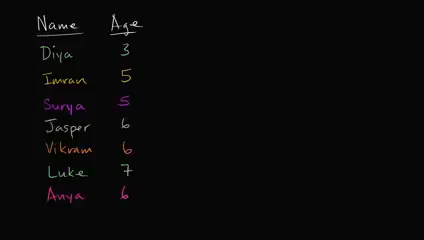 Name Age
Diya 3
Imran 5
Surya 5
Jasper 6
Vikram 6
Luke 7
Anya 6